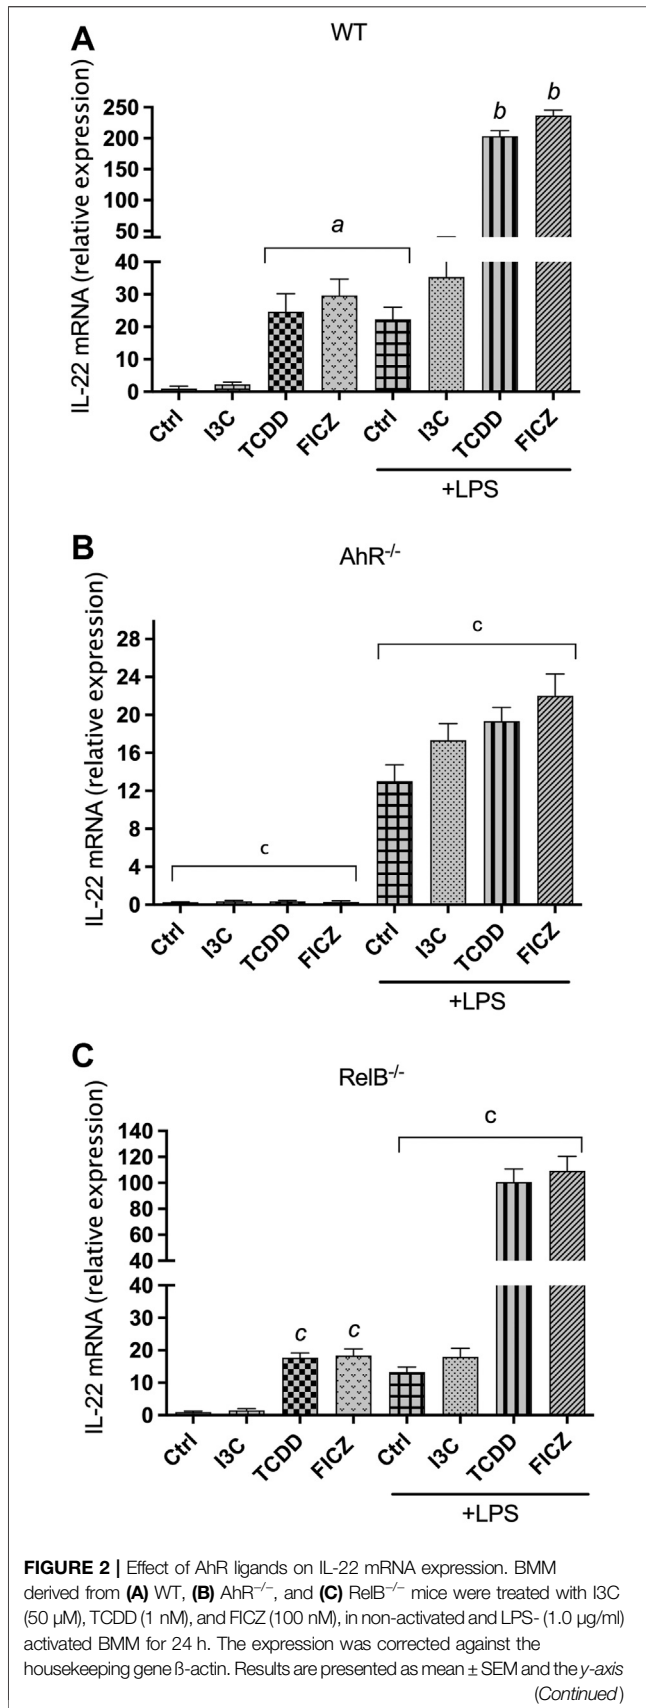 A
WT
IL-22 mRNA (relative expression)
250
200
150
100
50
40
30
20
10
0
a
b
b
Ctrl
I3C
TCDD
FICZ
Ctrl
I3C
TCDD
FICZ
+LPS
B
AhR-/-
IL-22 mRNA (relative expression)
28
24
20
16
12
8
4
0
c
c
Ctrl
I3C
TCDD
FICZ
Ctrl
I3C
TCDD
FICZ
+LPS
C
RelB-/-
IL-22 mRNA (relative expression)
140
120
100
80
60
40
40
30
20
10
0
c
c
c
Ctrl
I3C
TCDD
FICZ
Ctrl
I3C
TCDD
FICZ
+LPS
FIGURE 2 | Effect of AhR ligands on IL-22 mRNA expression. BMM
derived from (A) WT, (B) AhR−/−, and (C) RelB−/− mice were treated with I3C
(50 µM), TCDD (1 nM), and FICZ (100 nM), in non-activated and LPS- (1.0 µg/ml)
activated BMM for 24 h. The expression was corrected against the
housekeeping gene ß-actin. Results are presented as mean ± SEM and the y-axis
(Continued)